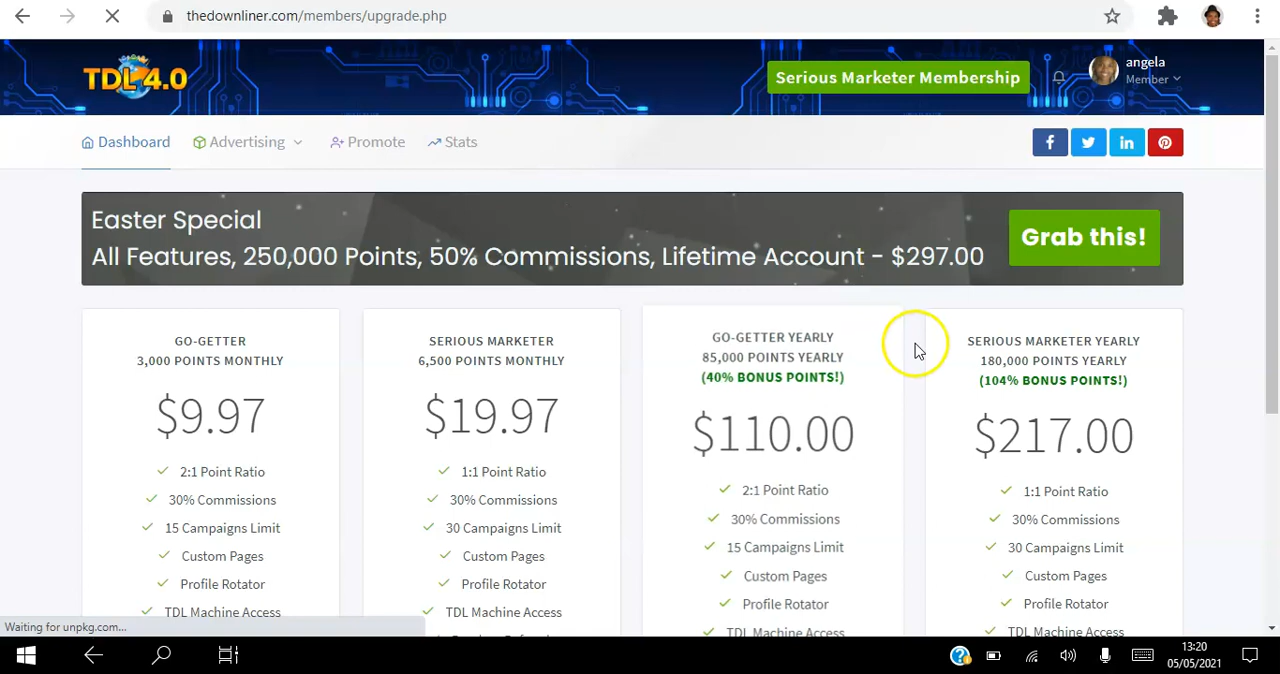 thedownliner.com/members/upgrade.php
TDL 4.0
Serious Marketer Membership
angela
Member
Dashboard
Advertising
Promote
Stats
Easter Special
All Features, 250,000 Points, 50% Commissions, Lifetime Account - $297.00
Grab this!
GO-GETTER
3,000 POINTS MONTHLY
$9.97
2:1 Point Ratio
30% Commissions
15 Campaigns Limit
Custom Pages
Profile Rotator
TDL Machine Access
SERIOUS MARKETER
6,500 POINTS MONTHLY
$19.97
1:1 Point Ratio
30% Commissions
30 Campaigns Limit
Custom Pages
Profile Rotator
TDL Machine Access
GO-GETTER YEARLY
85,000 POINTS YEARLY
(40% BONUS POINTS!)
$110.00
2:1 Point Ratio
30% Commissions
15 Campaigns Limit
Custom Pages
Profile Rotator
TDL Machine Access
SERIOUS MARKETER YEARLY
180,000 POINTS YEARLY
(104% BONUS POINTS!)
$217.00
1:1 Point Ratio
30% Commissions
30 Campaigns Limit
Custom Pages
Profile Rotator
TDL Machine Access
Waiting for unpkg.com...
13:20
05/05/2021